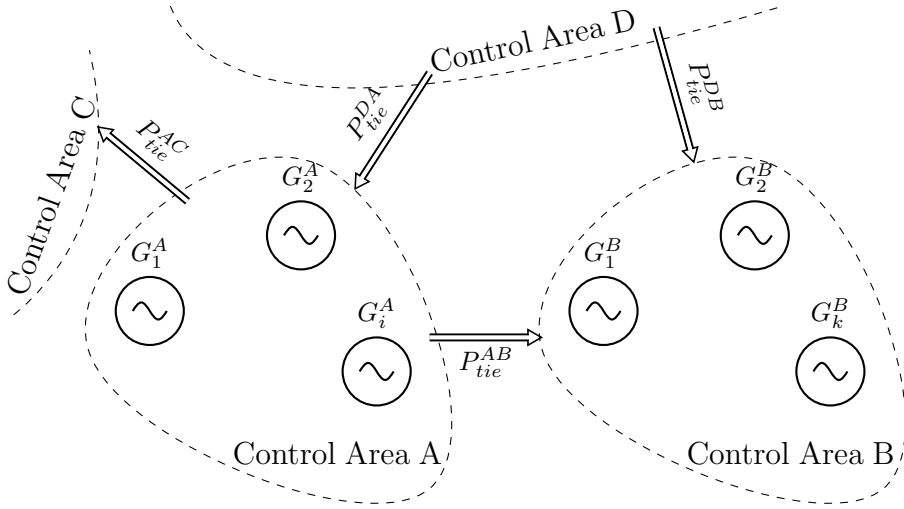 Control Area D
P_{tie}^{DA}
P_{tie}^{DB}
Control Area C
P_{tie}^{AC}
G_2^A
G_1^A
G_i^A
P_{tie}^{AB}
G_2^B
G_1^B
G_k^B
Control Area A
Control Area B